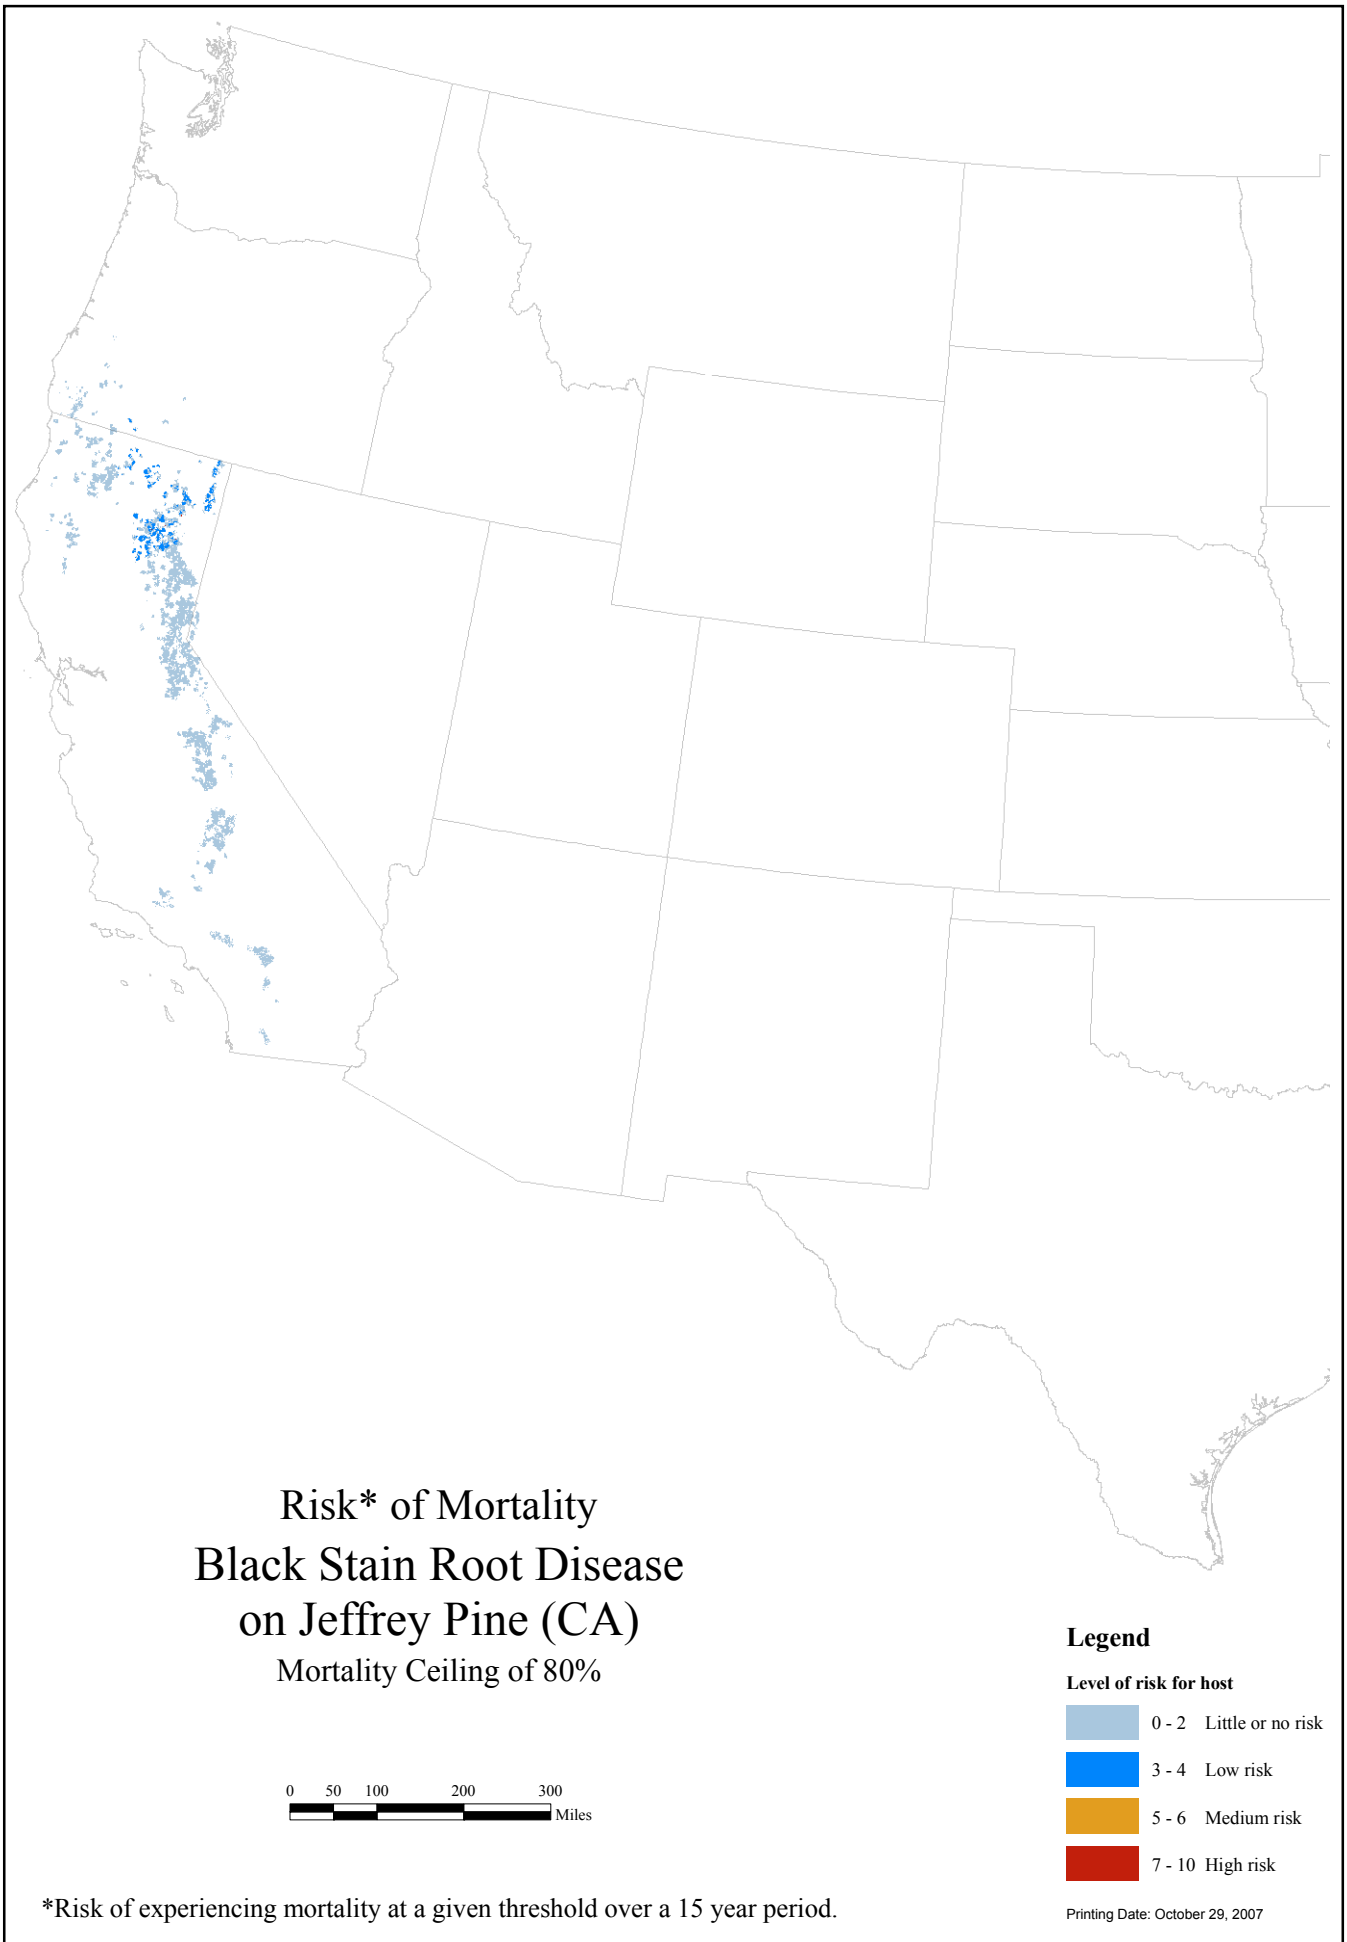 Risk* of Mortality
Black Stain Root Disease
on Jeffrey Pine (CA)
Mortality Ceiling of 80%
0 50 100 200 300
Miles
*Risk of experiencing mortality at a given threshold over a 15 year period.
Legend
Level of risk for host
0 - 2 Little or no risk
3 - 4 Low risk
5 - 6 Medium risk
7 - 10 High risk
Printing Date: October 29, 2007